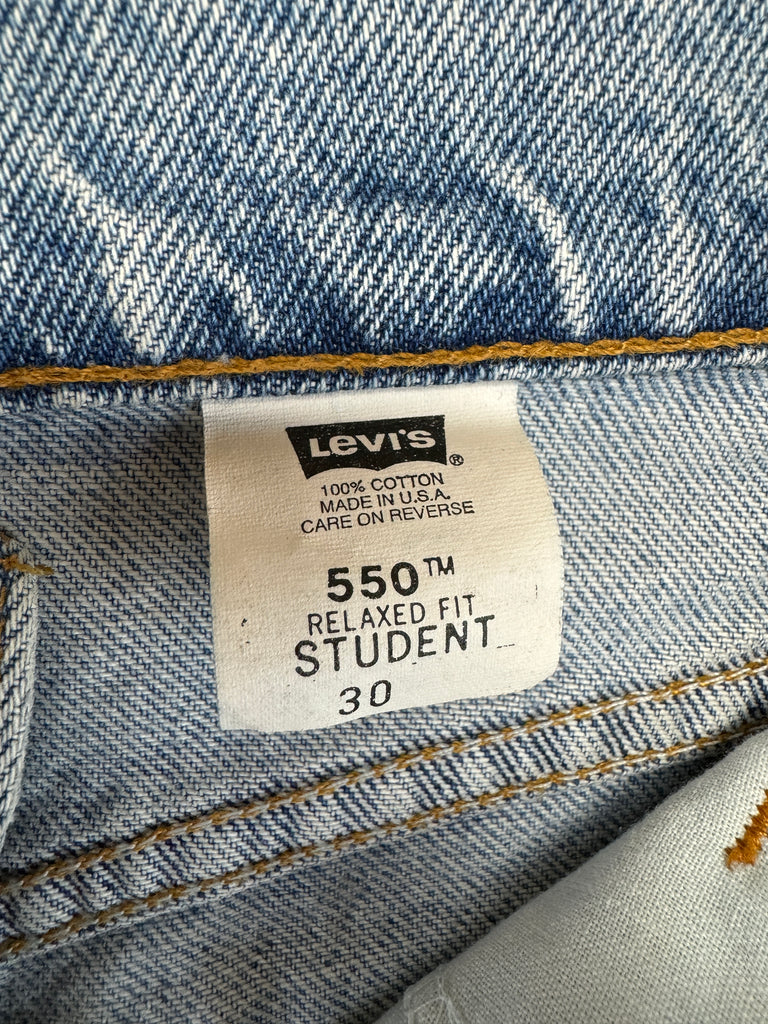 Levi's®
100% COTTON
MADE IN U.S.A.
CARE ON REVERSE
550™
RELAXED FIT
STUDENT
30